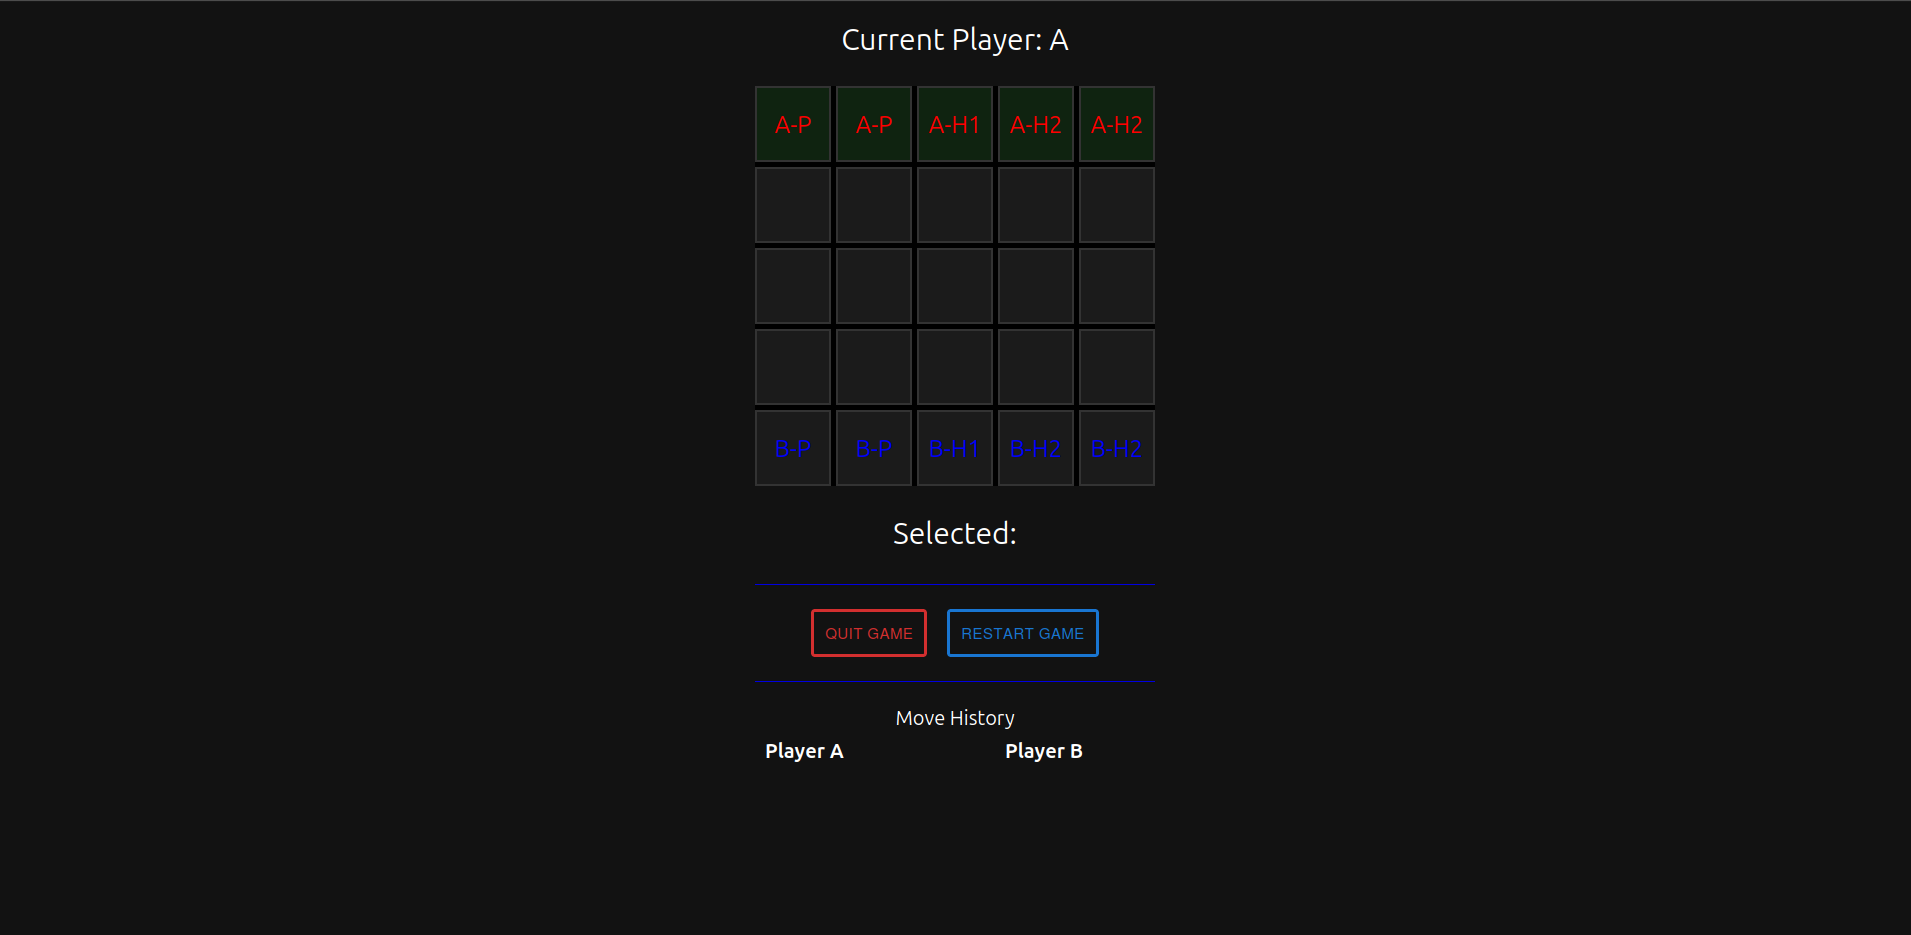 Current Player: A
A-P A-P A-H1 A-H2 A-H2
B-P B-P B-H1 B-H2 B-H2
Selected:
QUIT GAME RESTART GAME
Move History
Player A Player B